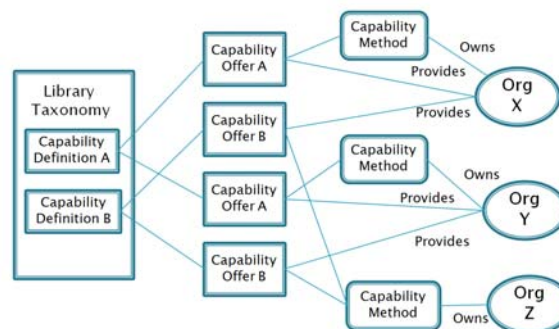 Library
Taxonomy
Capability
Definition A
Capability
Definition B
Capability
Offer A
Capability
Offer B
Capability
Offer A
Capability
Offer B
Capability
Method
Capability
Method
Capability
Method
Owns
Provides
Provides
Owns
Provides
Provides
Owns
Org
X
Org
Y
Org
Z